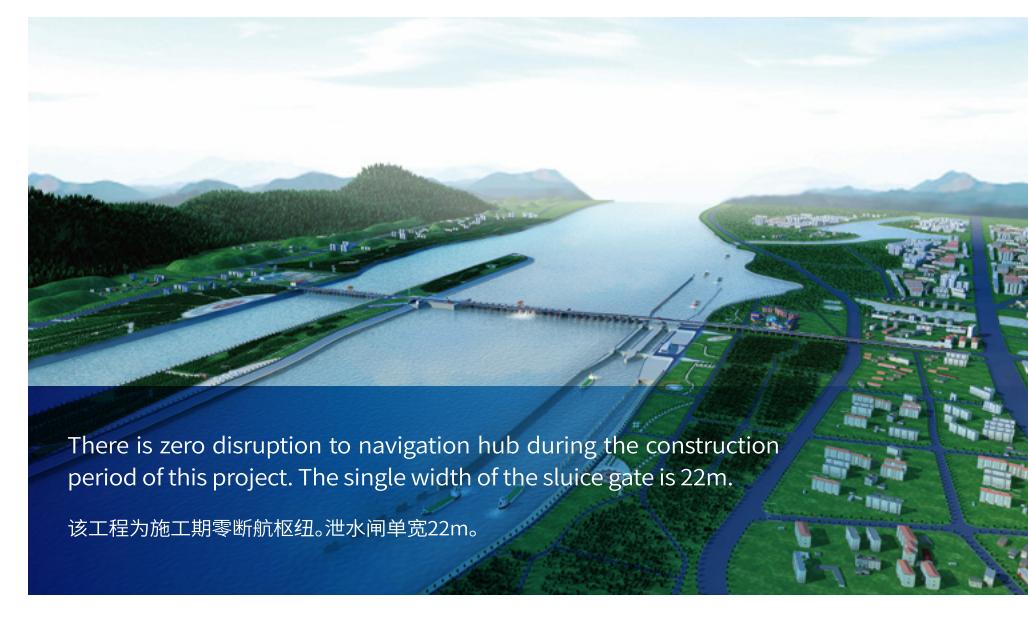 There is zero disruption to navigation hub during the construction
period of this project. The single width of the sluice gate is 22m.
该工程为施工期零断航枢纽。泄水闸单宽22m。